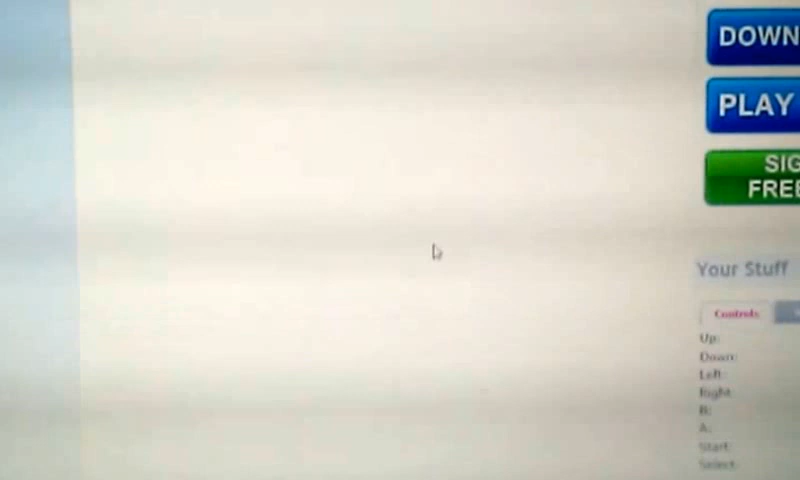 DOWN
PLAY
SIG
FREE
Your Stuff
Controls
Up:
Down:
Left:
Right:
B:
A:
Start:
Select: